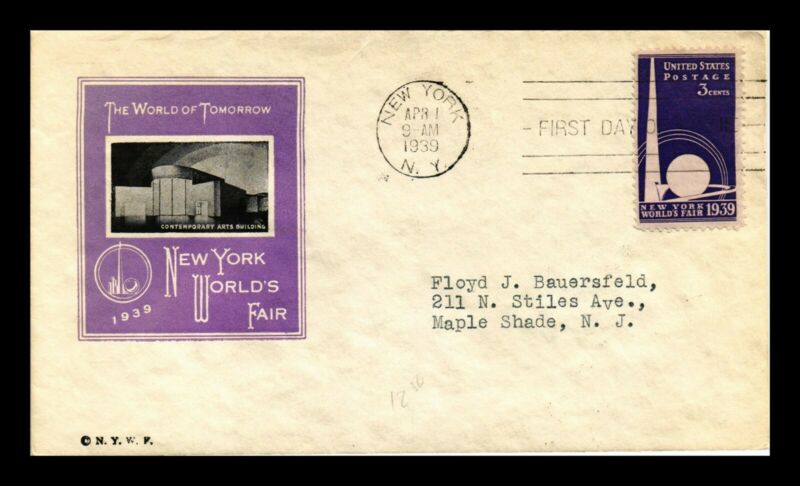 THE WORLD OF TOMORROW
CONTEMPORARY ARTS BUILDING
NEW YORK
WORLD'S
FAIR
1939
© N. Y. W. F.
NEW YORK
APR 1
9-AM
1939
N. Y.
FIRST DAY O
UNITED STATES
POSTAGE
3 CENTS
NEW YORK
WORLD'S FAIR 1939
Floyd J. Bauersfeld,
211 N. Stiles Ave.,
Maple Shade, N. J.